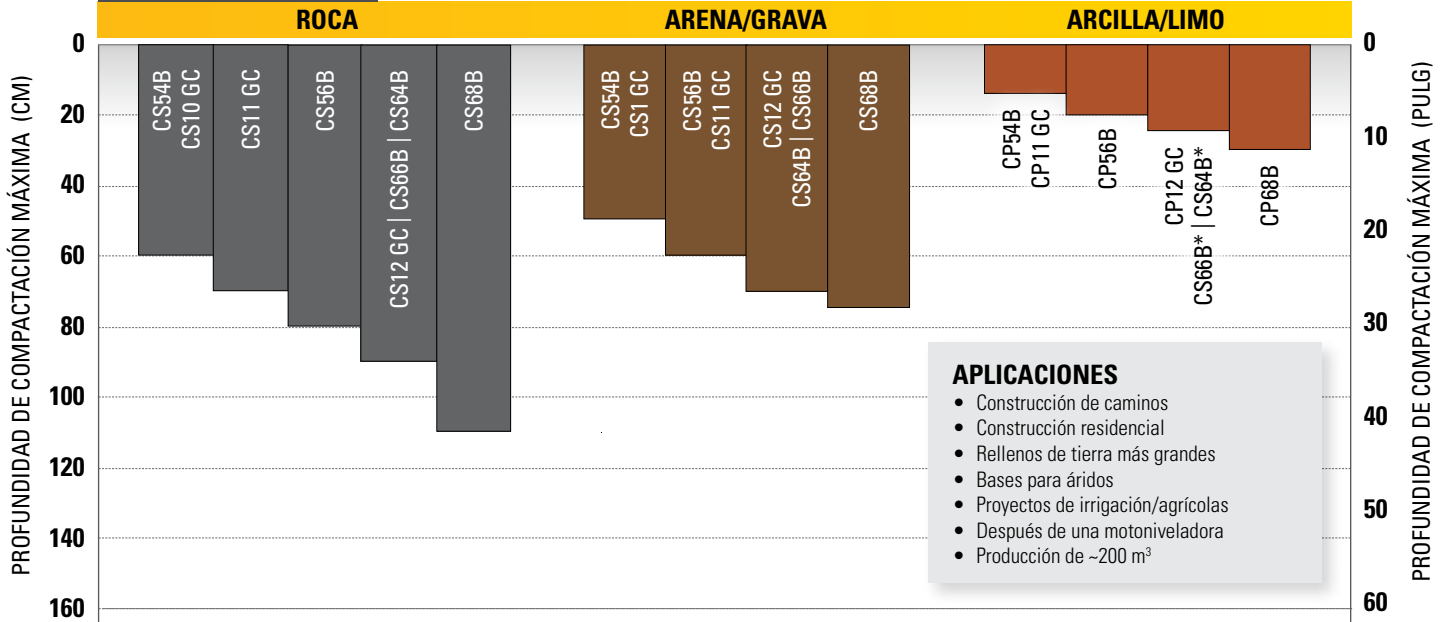 ROCA
ARENA/GRAVA
ARCILLA/LIMO
PROFUNDIDAD DE COMPACTACIÓN MÁXIMA (CM)
0
20
40
60
80
100
120
140
160
CS54B
CS10 GC
CS11 GC
CS56B
CS12 GC | CS66B | CS64B
CS68B
CS54B
CS1 GC
CS56B
CS11 GC
CS12 GC
CS64B | CS66B
CS68B
CP54B
CP11 GC
CP56B
CP12 GC
CS66B* | CS64B*
CP68B
APLICACIONES
• Construcción de caminos
• Construcción residencial
• Rellenos de tierra más grandes
• Bases para áridos
• Proyectos de irrigación/agrícolas
• Después de una motoniveladora
• Producción de ~200 m³
0
10
20
30
40
50
60
PROFUNDIDAD DE COMPACTACIÓN MÁXIMA (PULG)